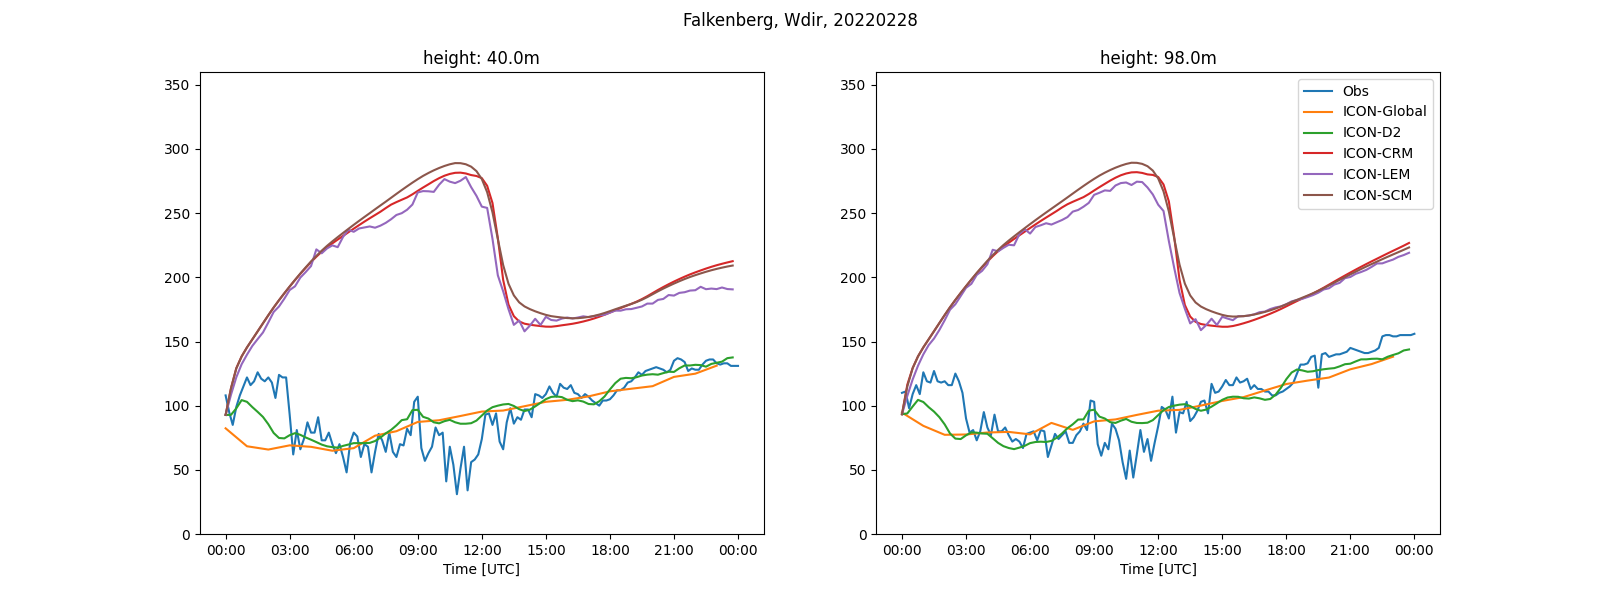 Falkenberg, Wdir, 20220228
height: 40.0m
350
300
250
200
150
100
50
0
00:00 03:00 06:00 09:00 12:00 15:00 18:00 21:00 00:00
Time [UTC]
height: 98.0m
350
300
250
200
150
100
50
0
00:00 03:00 06:00 09:00 12:00 15:00 18:00 21:00 00:00
Time [UTC]
Obs
ICON-Global
ICON-D2
ICON-CRM
ICON-LEM
ICON-SCM